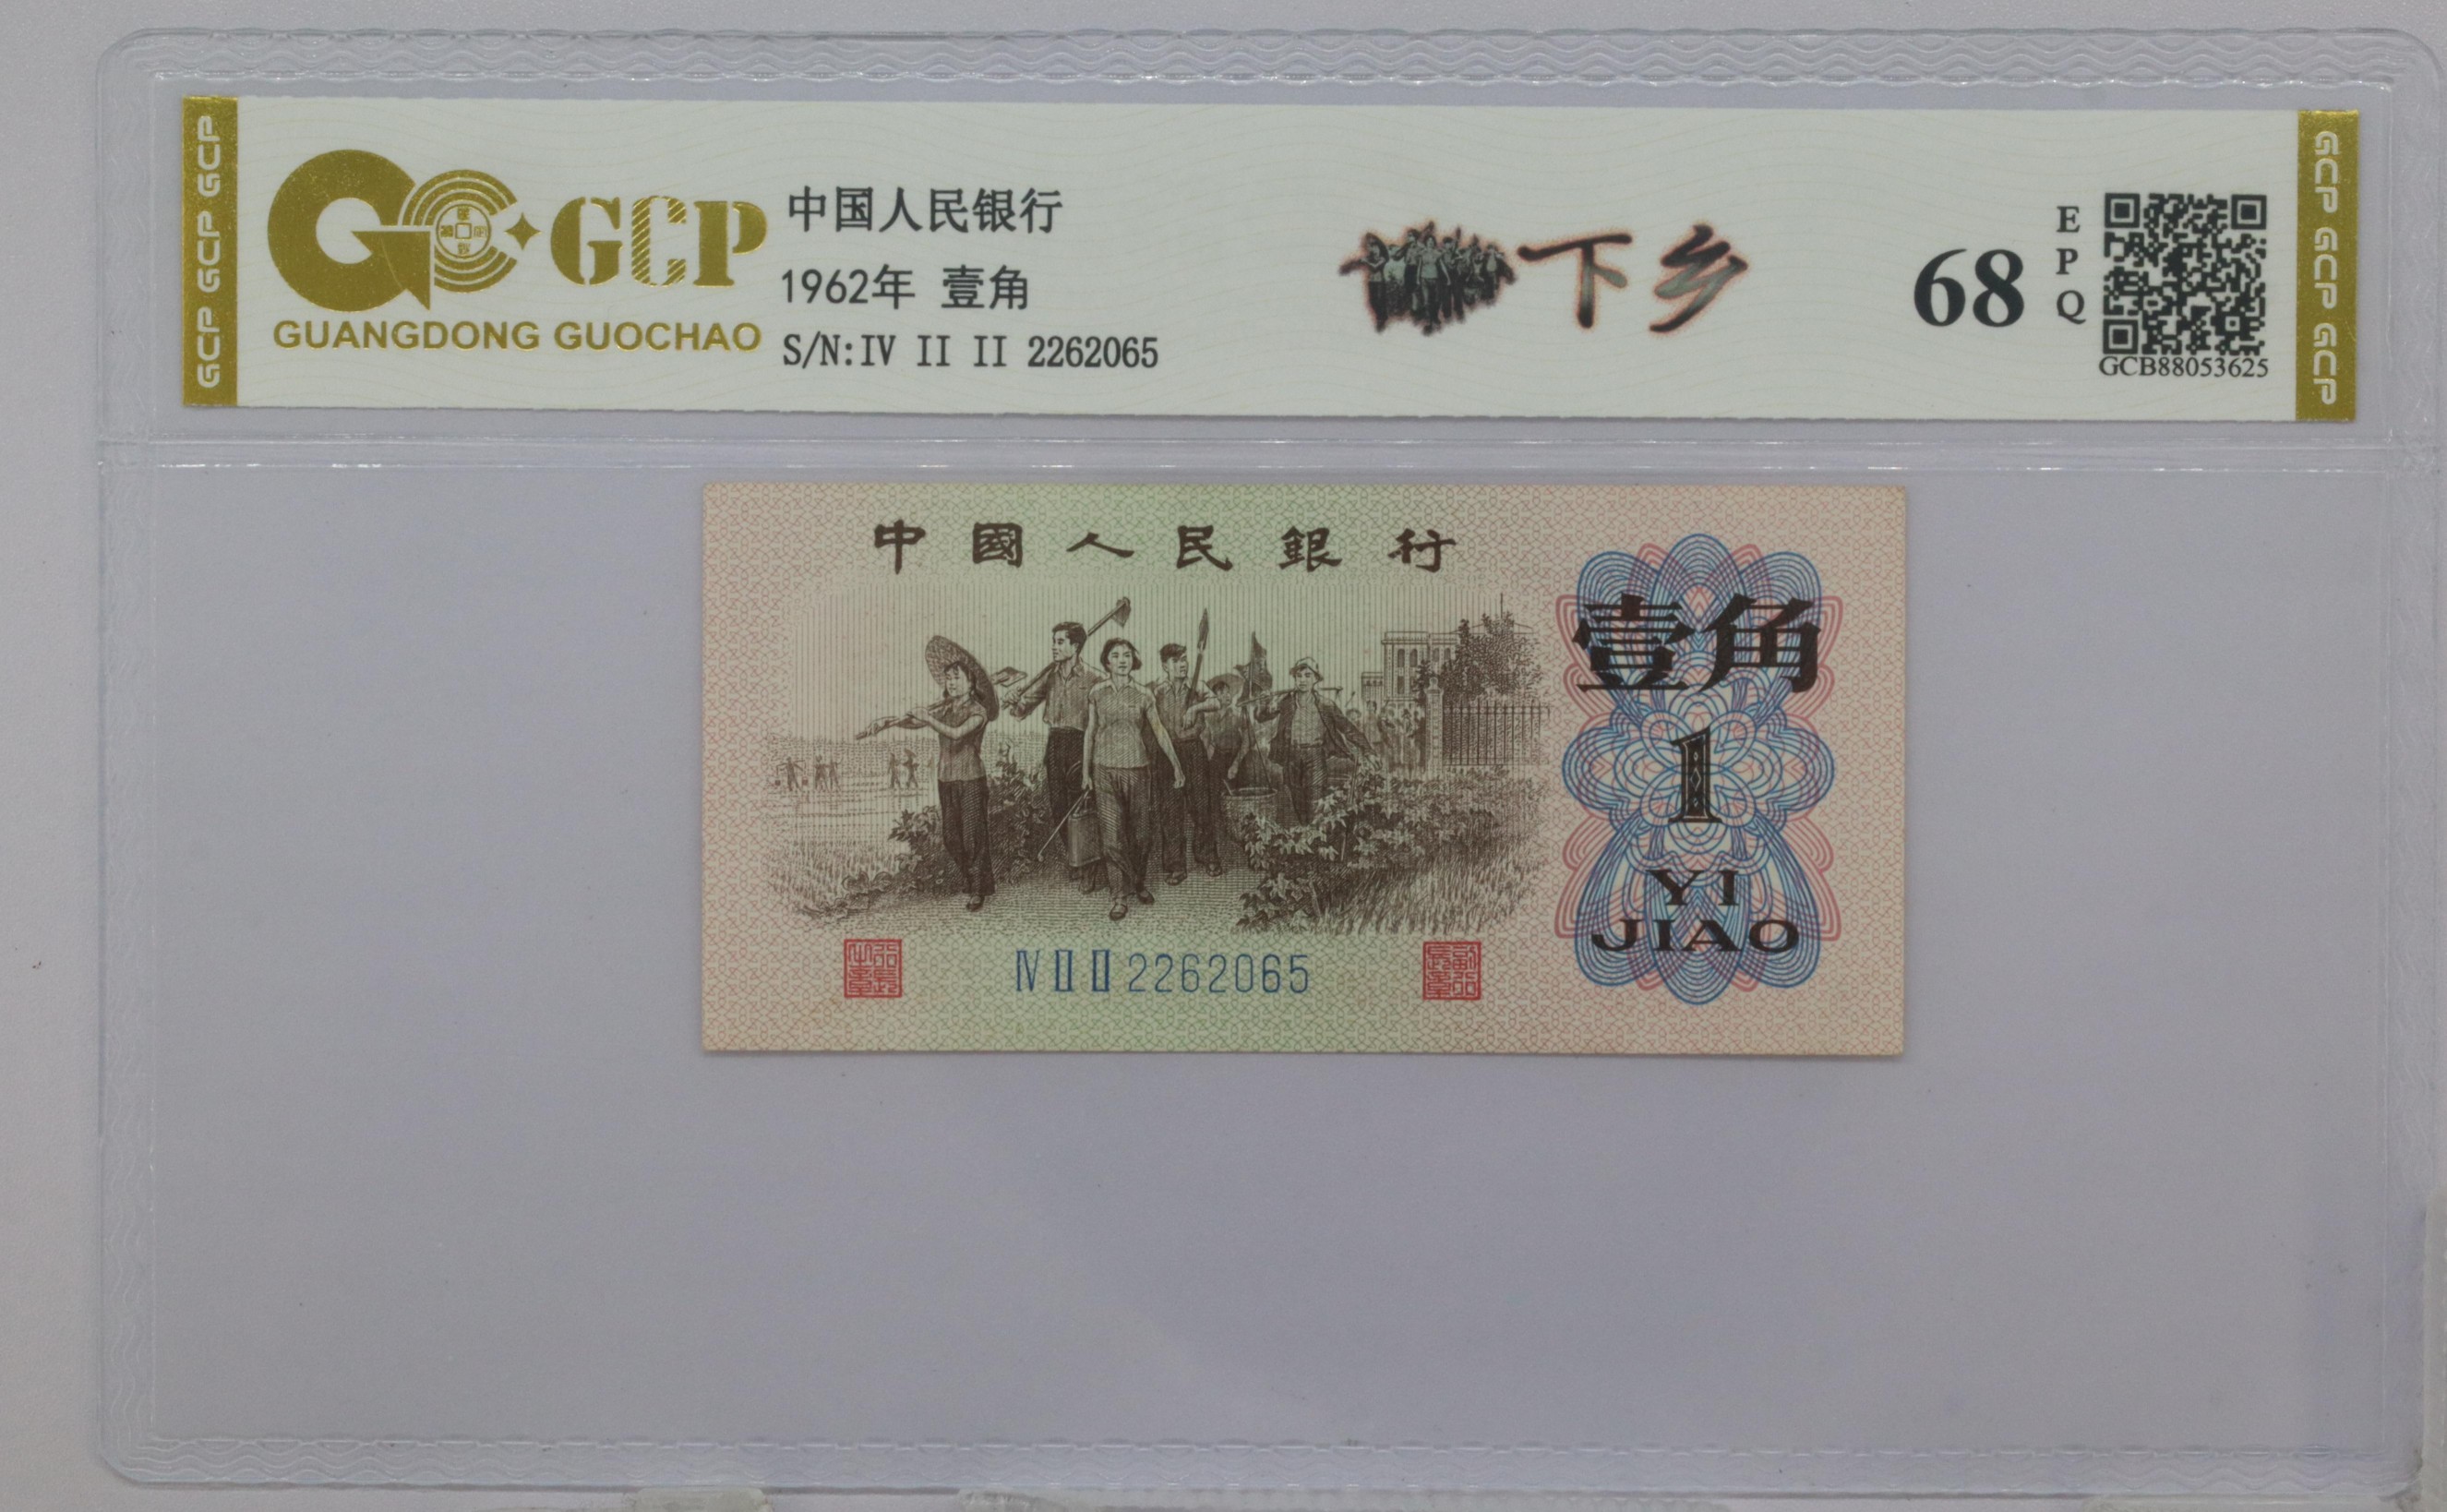 GCP GCP GCP
GCP
GUANGDONG GUOCHAO
中国人民银行
1962年 壹角
S/N:IV II II 2262065
下乡
68
EPQ
GCB88053625
GCP GCP GCP
中國人民銀行
壹角
1
YI
JIAO
IV II II 2262065